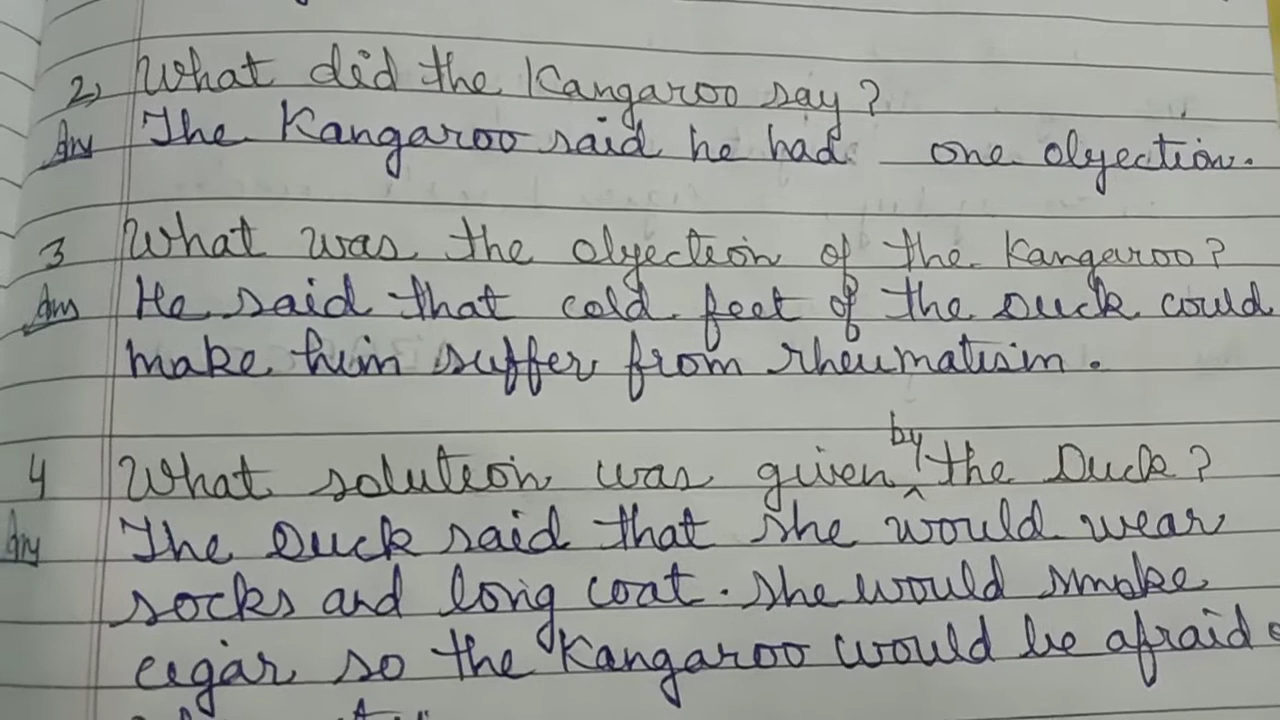 2) What did the Kangaroo say?
Ans The Kangaroo said he had one objection.
3 What was the objection of the Kangaroo?
Ans He said that cold feet of the Duck could
make him suffer from rheumatisim.
4 What solution was given by the Duck?
Ans The Duck said that she would wear
socks and long coat. She would smoke
cigar so the Kangaroo would be afraid